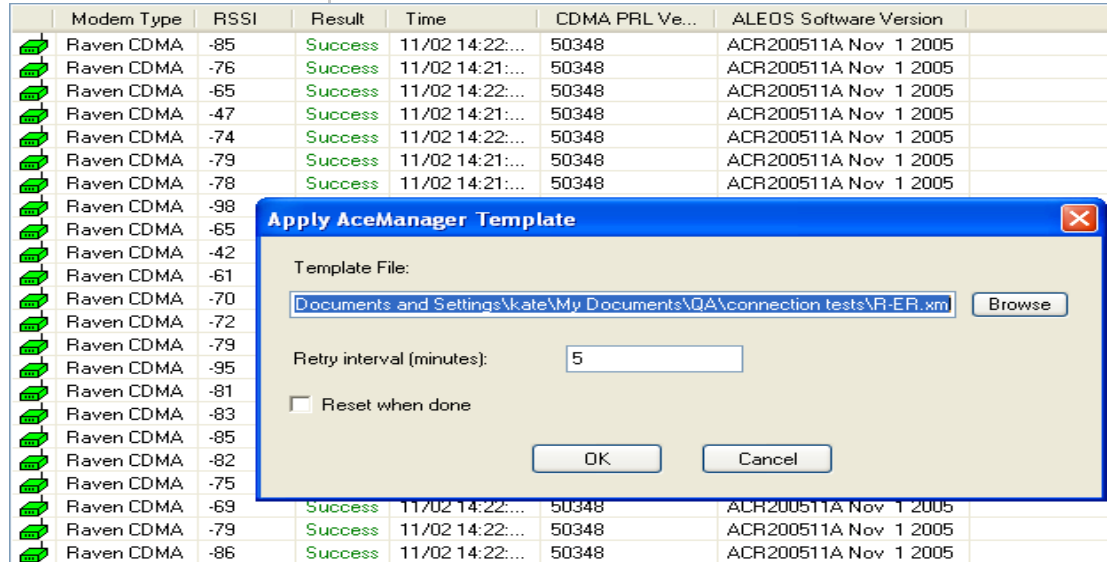 Modem Type RSSI Result Time CDMA PRL Ve... ALEOS Software Version
Raven CDMA -85 Success 11/02 14:22:... 50348 ACR200511A Nov 1 2005
Raven CDMA -76 Success 11/02 14:21:... 50348 ACR200511A Nov 1 2005
Raven CDMA -65 Success 11/02 14:22:... 50348 ACR200511A Nov 1 2005
Raven CDMA -47 Success 11/02 14:21:... 50348 ACR200511A Nov 1 2005
Raven CDMA -74 Success 11/02 14:22:... 50348 ACR200511A Nov 1 2005
Raven CDMA -79 Success 11/02 14:21:... 50348 ACR200511A Nov 1 2005
Raven CDMA -78 Success 11/02 14:21:... 50348 ACR200511A Nov 1 2005
Raven CDMA -98
Raven CDMA -65
Raven CDMA -42
Raven CDMA -61
Raven CDMA -70
Raven CDMA -72
Raven CDMA -79
Raven CDMA -95
Raven CDMA -81
Raven CDMA -83
Raven CDMA -85
Raven CDMA -82
Raven CDMA -75
Raven CDMA -69 Success 11/02 14:22:... 50348 ACR200511A Nov 1 2005
Raven CDMA -79 Success 11/02 14:22:... 50348 ACR200511A Nov 1 2005
Raven CDMA -86 Success 11/02 14:22:... 50348 ACR200511A Nov 1 2005
Apply AceManager Template
Template File:
Documents and Settings\kate\My Documents\QA\connection tests\R-ER.xml Browse
Retry interval (minutes): 5
Reset when done
OK Cancel